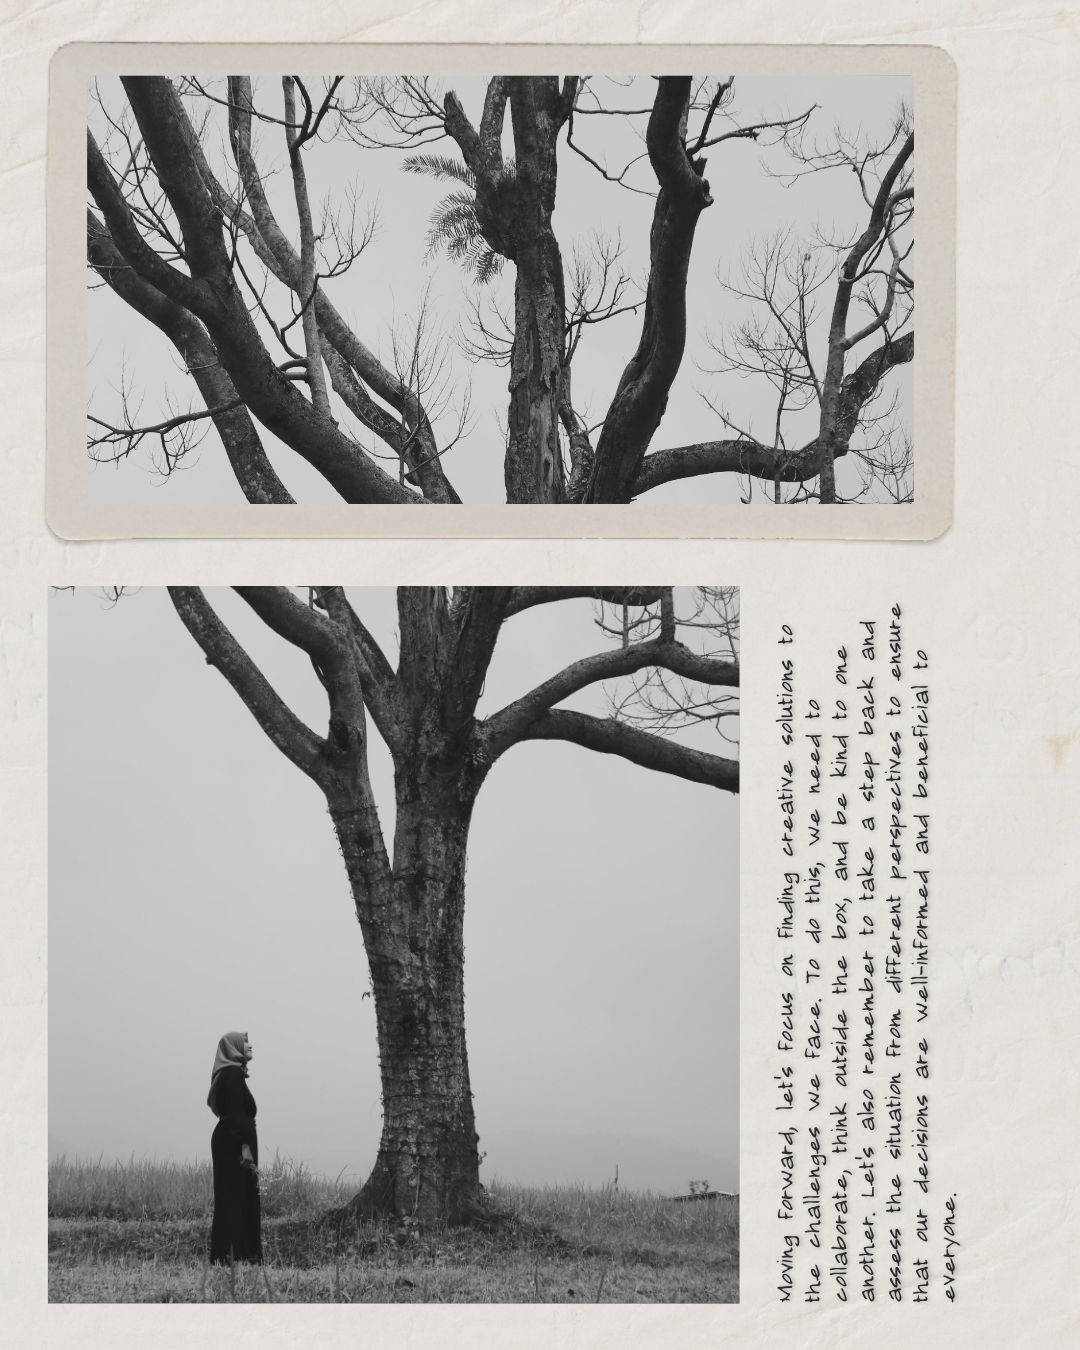 Moving forward, let's focus on finding creative solutions to
the challenges we face. To do this, we need to
collaborate, think outside the box, and be kind to one
another. Let's also remember to take a step back and
assess the situation from different perspectives to ensure
that our decisions are well-informed and beneficial to
everyone.